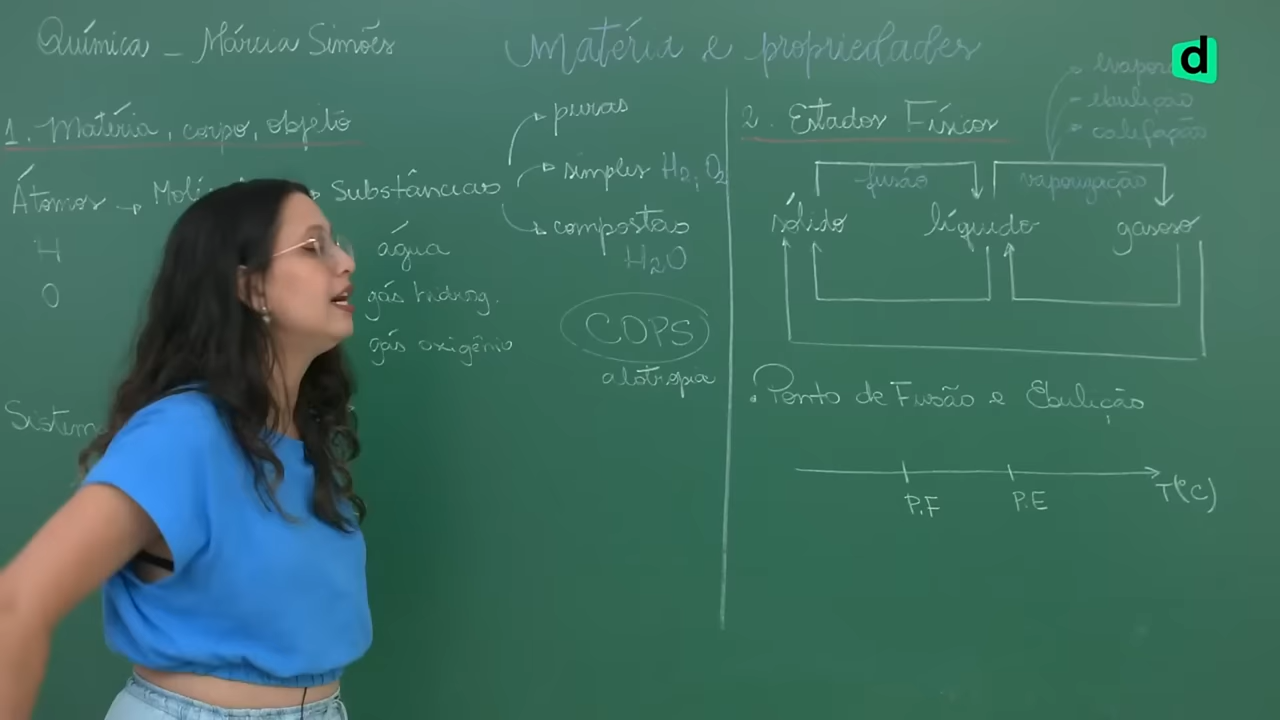 Química - Márcia Simões
matéria e propriedades
d
1. Matéria, corpo, objeto
Átomos → Substâncias
H
O
água
gás hidrog.
gás oxigênio
puras
simples H2, O2
compostas
H2O
COPS
alotropia
2. Estados Físicos
- ebulição
calefação
fusão
vaporização
sólido líquido gasoso
. Ponto de Fusão e Ebulição
P.F P.E T(°C)